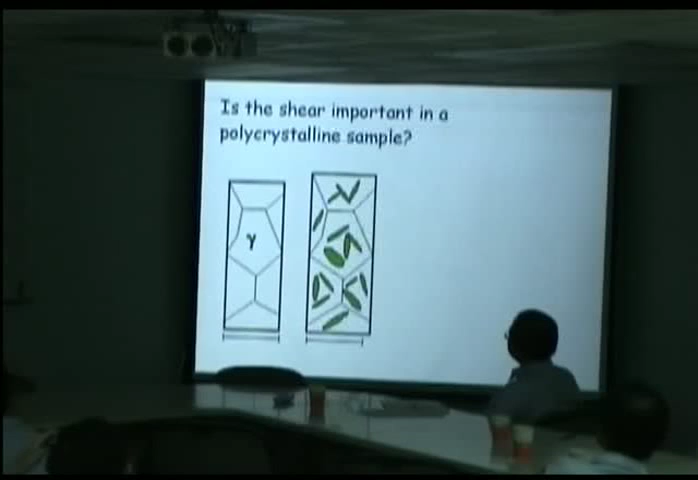 Is the shear important in a
polycrystalline sample?
γ